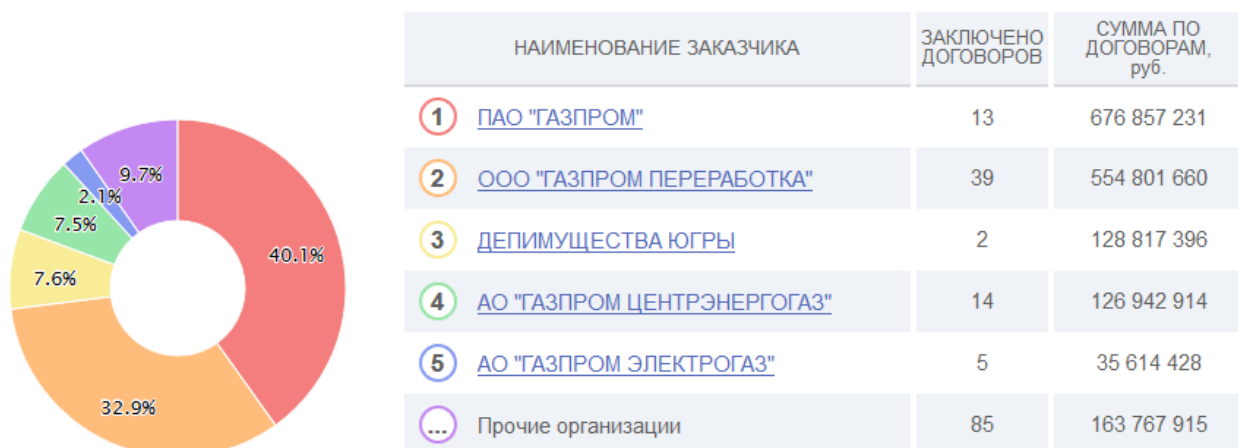 НАИМЕНОВАНИЕ ЗАКАЗЧИКА
ЗАКЛЮЧЕНО
ДОГОВОРОВ
СУММА ПО
ДОГОВОРАМ,
руб.
1 ПАО "ГАЗПРОМ" 13 676 857 231
2 ООО "ГАЗПРОМ ПЕРЕРАБОТКА" 39 554 801 660
3 ДЕПИМУЩЕСТВА ЮГРЫ 2 128 817 396
4 АО "ГАЗПРОМ ЦЕНТРЭНЕРГОГАЗ" 14 126 942 914
5 АО "ГАЗПРОМ ЭЛЕКТРОГАЗ" 5 35 614 428
... Прочие организации 85 163 767 915
9.7%
2.1%
7.5%
40.1%
7.6%
32.9%